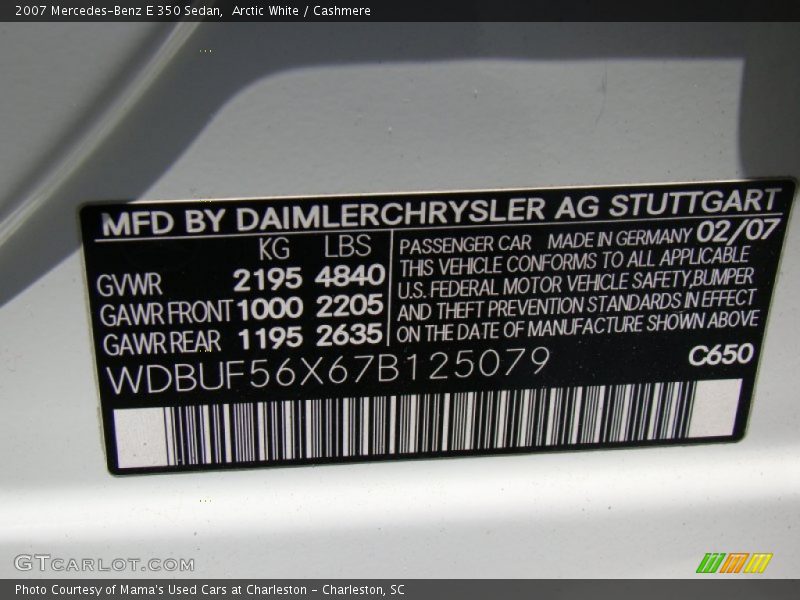 2007 Mercedes-Benz E 350 Sedan, Arctic White / Cashmere
MFD BY DAIMLERCHRYSLER AG STUTTGART
KG LBS
GVWR 2195 4840
GAWR FRONT 1000 2205
GAWR REAR 1195 2635
PASSENGER CAR MADE IN GERMANY 02/07
THIS VEHICLE CONFORMS TO ALL APPLICABLE
U.S. FEDERAL MOTOR VEHICLE SAFETY,BUMPER
AND THEFT PREVENTION STANDARDS IN EFFECT
ON THE DATE OF MANUFACTURE SHOWN ABOVE
WDBUF56X67B125079
C650
GTCARLOT.COM
Photo Courtesy of Mama's Used Cars at Charleston - Charleston, SC